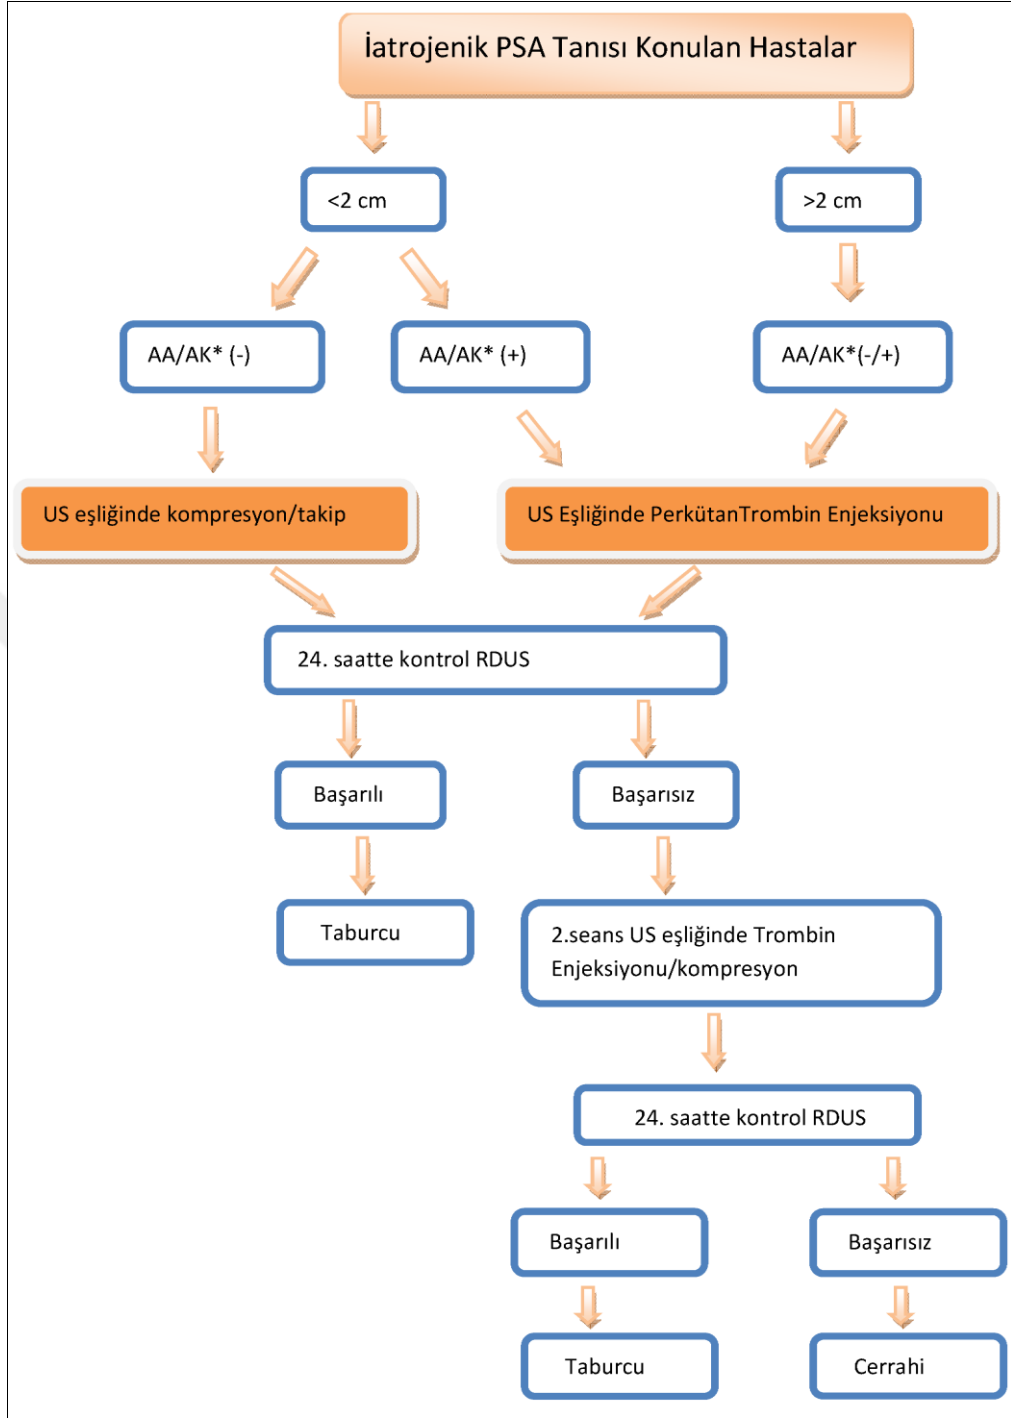 İatrojenik PSA Tanısı Konulan Hastalar
<2 cm
>2 cm
AA/AK* (-)
AA/AK* (+)
AA/AK*(-/+)
US eşliğinde kompresyon/takip
US Eşliğinde PerkütanTrombin Enjeksiyonu
24. saatte kontrol RDUS
Başarılı
Başarısız
Taburcu
2.seans US eşliğinde Trombin
Enjeksiyonu/kompresyon
24. saatte kontrol RDUS
Başarılı
Başarısız
Taburcu
Cerrahi